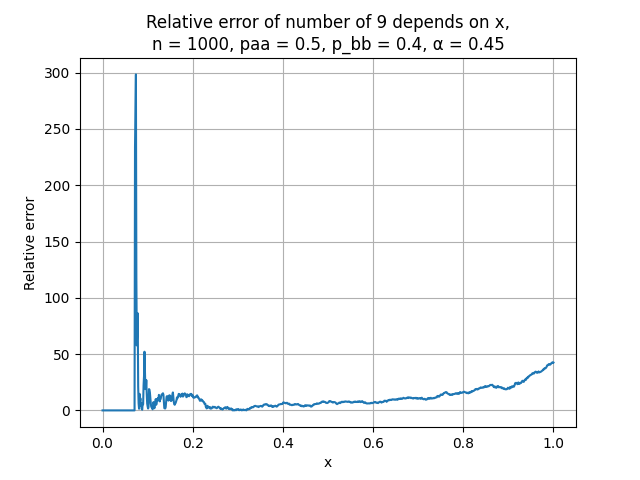 Relative error of number of 9 depends on x,
n = 1000, paa = 0.5, p_bb = 0.4, α = 0.45
300
250
200
150
100
50
0
Relative error
0.0 0.2 0.4 0.6 0.8 1.0
x